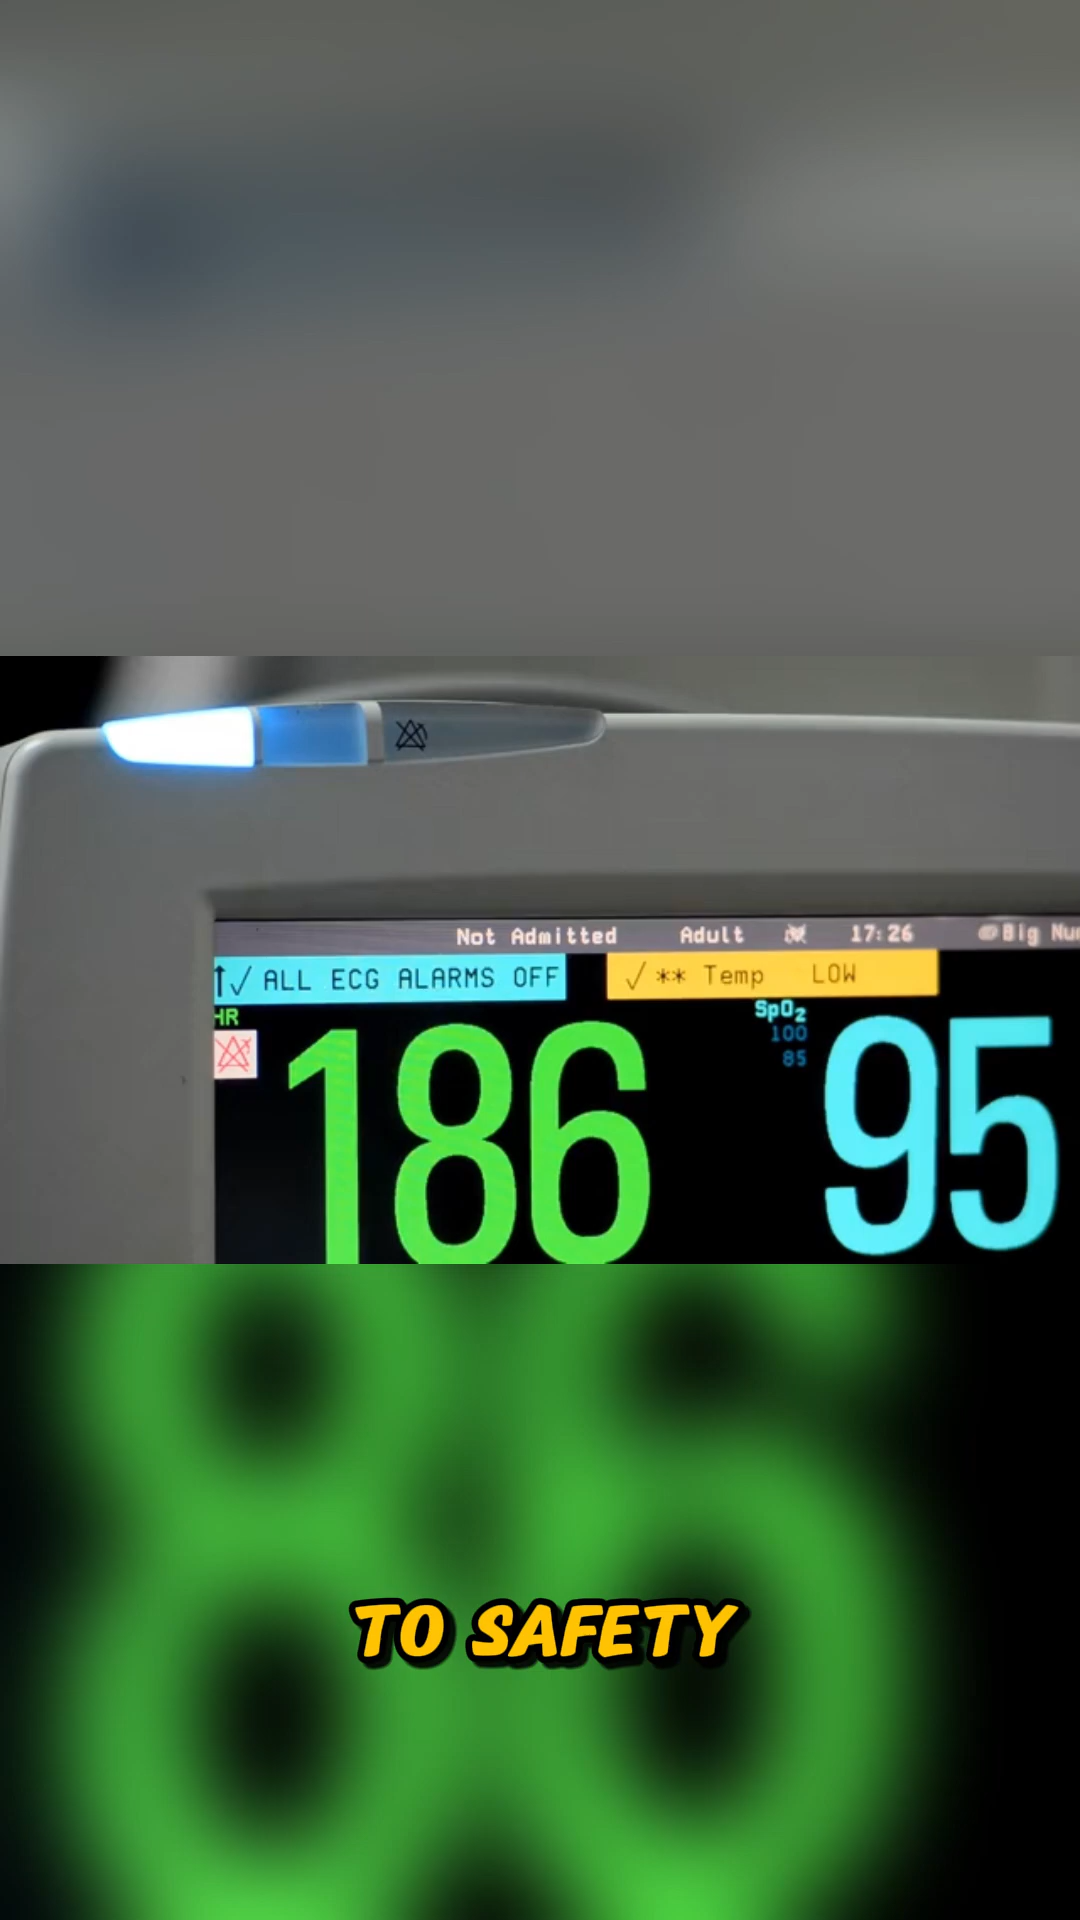 Not Admitted Adult 17:26 Big Nu
↑√ ALL ECG ALARMS OFF √ ** Temp LOW
HR SpO₂
100
85
186 95
TO SAFETY